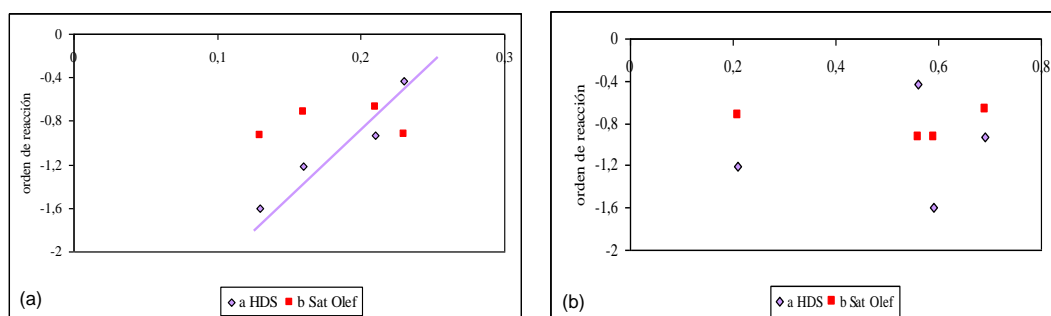 0
0 0,1 0,2 0,3
-0,4
-0,8
-1,2
-1,6
-2
orden de reacción
(a)
a HDS b Sat Olef
0
0 0,2 0,4 0,6 0,8
-0,4
-0,8
-1,2
-1,6
-2
orden de reacción
(b)
a HDS b Sat Olef